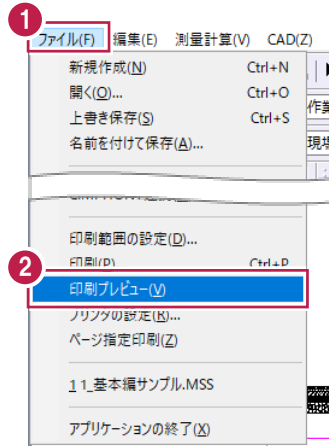 1
ファイル(F) 編集(E) 測量計算(V) CAD(Z)
新規作成(N) Ctrl+N
開く(O)... Ctrl+O
上書き保存(S) Ctrl+S
名前を付けて保存(A)...
作業
現場
印刷範囲の設定(D)...
2
印刷(P) Ctrl+P
印刷プレビュー(V)
プリンタの設定(R)...
ページ指定印刷(Z)
1 1_基本編サンプル.MSS
アプリケーションの終了(X)